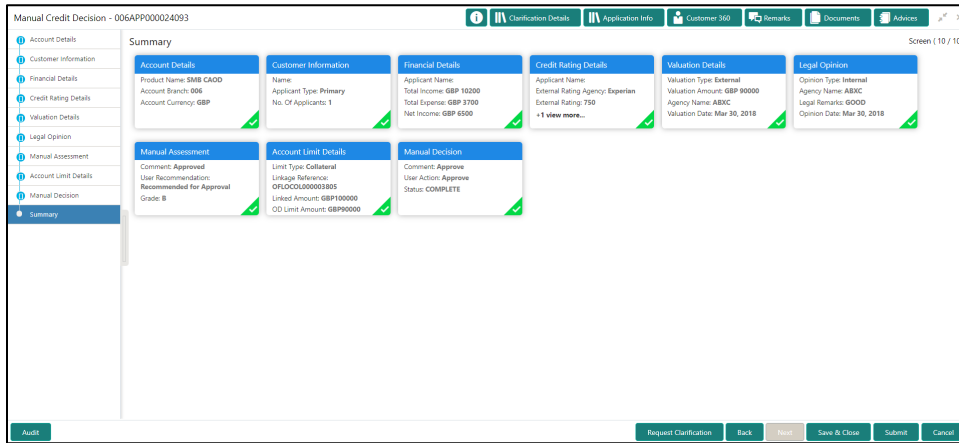 Manual Credit Decision - 006APP000024093
Clarification Details
Application Info
Customer 360
Remarks
Documents
Advices
Account Details
Customer Information
Financial Details
Credit Rating Details
Valuation Details
Legal Opinion
Manual Assessment
Account Limit Details
Manual Decision
Summary
Summary
Screen ( 10 / 10
Account Details
Product Name: SMB CAOD
Account Branch: 006
Account Currency: GBP
Customer Information
Name:
Applicant Type: Primary
No. Of Applicants: 1
Financial Details
Applicant Name:
Total Income: GBP 10200
Total Expense: GBP 3700
Net Income: GBP 6500
Credit Rating Details
Applicant Name:
External Rating Agency: Experian
External Rating: 750
+1 view more...
Valuation Details
Valuation Type: External
Valuation Amount: GBP 90000
Agency Name: ABXC
Valuation Date: Mar 30, 2018
Legal Opinion
Opinion Type: Internal
Agency Name: ABXC
Legal Remarks: GOOD
Opinion Date: Mar 30, 2018
Manual Assessment
Comment: Approved
User Recommendation:
Recommended for Approval
Grade: B
Account Limit Details
Limit Type: Collateral
Linkage Reference:
OFLOCOL000003805
Linked Amount: GBP100000
OD Limit Amount: GBP90000
Manual Decision
Comment: Approve
User Action: Approve
Status: COMPLETE
Audit
Request Clarification
Back
Next
Save & Close
Submit
Cancel